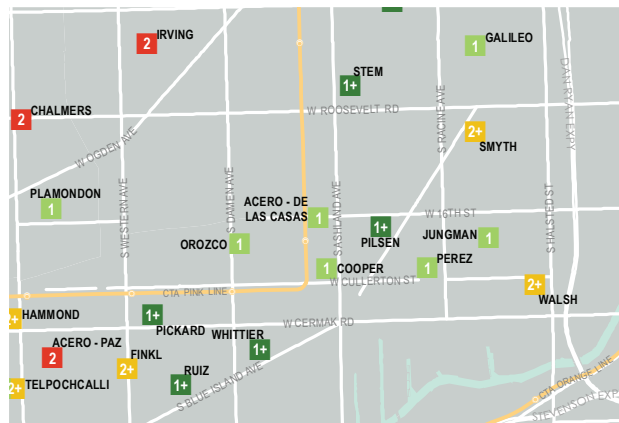 IRVING
2
GALILEO
1
STEM
1+
CHALMERS
2
W ROOSEVELT RD
S RACINE AVE
DAN RYAN EXPY
2+
SMYTH
W OGDEN AVE
PLAMONDON
1
S WESTERN AVE
S DAMEN AVE
ACERO - DE
LAS CASAS
1
S ASHLAND AVE
W 16TH ST
1+
PILSEN
JUNGMAN
1
S HALSTED ST
OROZCO
1
1
COOPER
1
PEREZ
W CULLERTON ST
2+
WALSH
CTA PINK LINE
2+
HAMMOND
1+
PICKARD
W CERMAK RD
WHITTIER
1+
ACERO - PAZ
2
FINKL
2+
RUIZ
1+
2+
TELPOCHCALLI
S BLUE ISLAND AVE
CTA ORANGE LINE
STEVENSON EXP